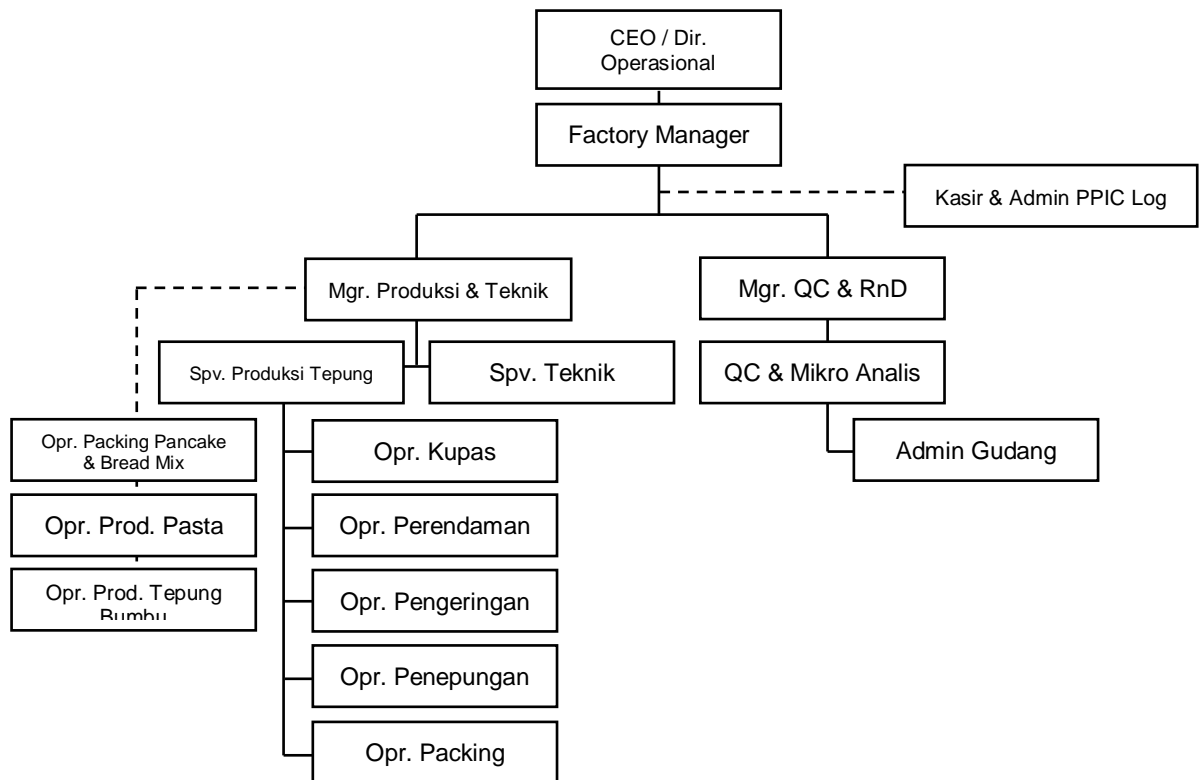 CEO / Dir.
Operasional
Factory Manager
Kasir & Admin PPIC Log
Mgr. Produksi & Teknik
Mgr. QC & RnD
Spv. Produksi Tepung
Spv. Teknik
QC & Mikro Analis
Opr. Packing Pancake
& Bread Mix
Opr. Kupas
Admin Gudang
Opr. Prod. Pasta
Opr. Perendaman
Opr. Prod. Tepung
Bumbu
Opr. Pengeringan
Opr. Penepungan
Opr. Packing